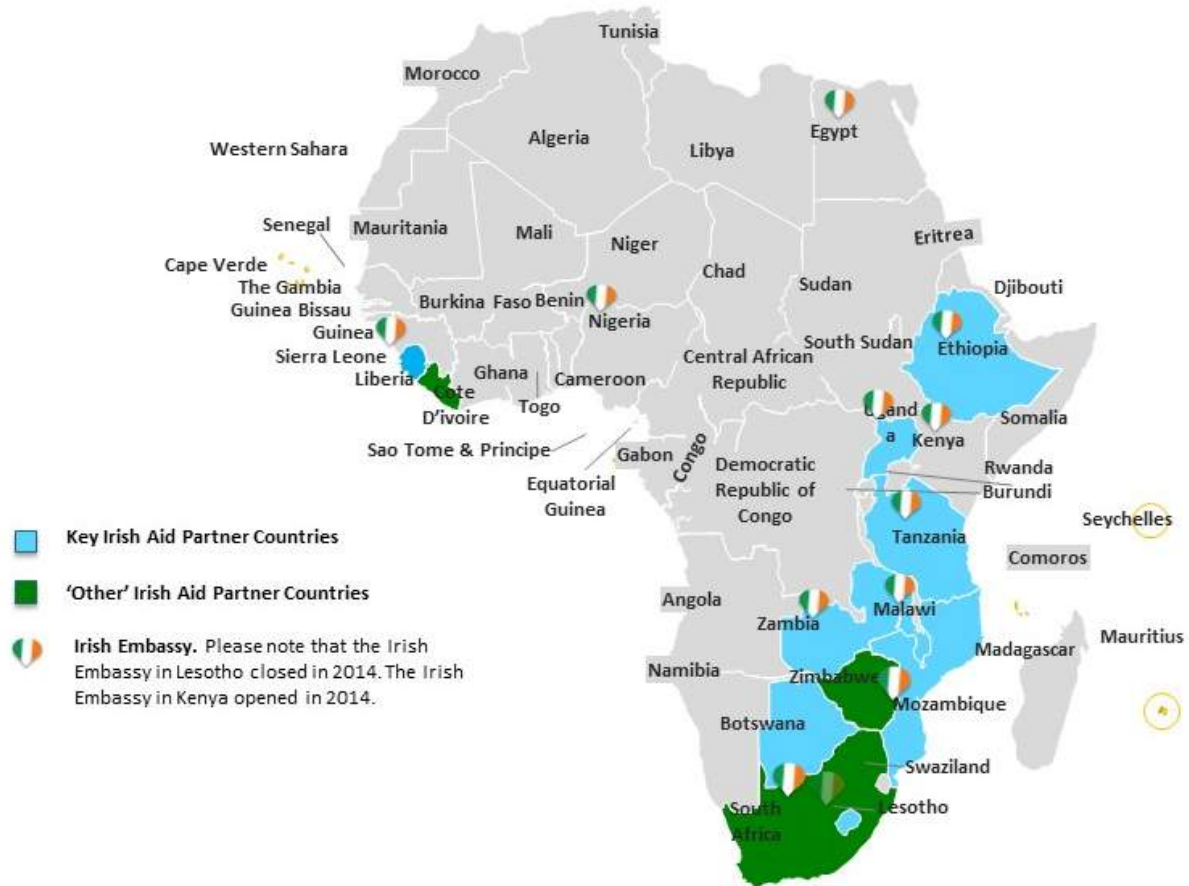 Tunisia
Morocco
Algeria
Libya
Egypt
Western Sahara
Senegal
Mauritania
Mali
Niger
Chad
Sudan
Eritrea
Cape Verde
The Gambia
Guinea Bissau
Guinea
Sierra Leone
Liberia
Burkina Faso
Benin
Nigeria
Djibouti
South Sudan
Ethiopia
Ghana
Cameroon
Central African
Republic
Cote
D'ivoire
Togo
Somalia
Ugand
a
Kenya
Sao Tome & Principe
Equatorial
Guinea
Gabon
Congo
Democratic
Republic of
Congo
Rwanda
Burundi
Tanzania
Seychelles
Comoros
Angola
Zambia
Malawi
Madagascar
Mauritius
Namibia
Zimbabwe
Mozambique
Botswana
Swaziland
South
Africa
Lesotho
Key Irish Aid Partner Countries
'Other' Irish Aid Partner Countries
Irish Embassy. Please note that the Irish
Embassy in Lesotho closed in 2014. The Irish
Embassy in Kenya opened in 2014.